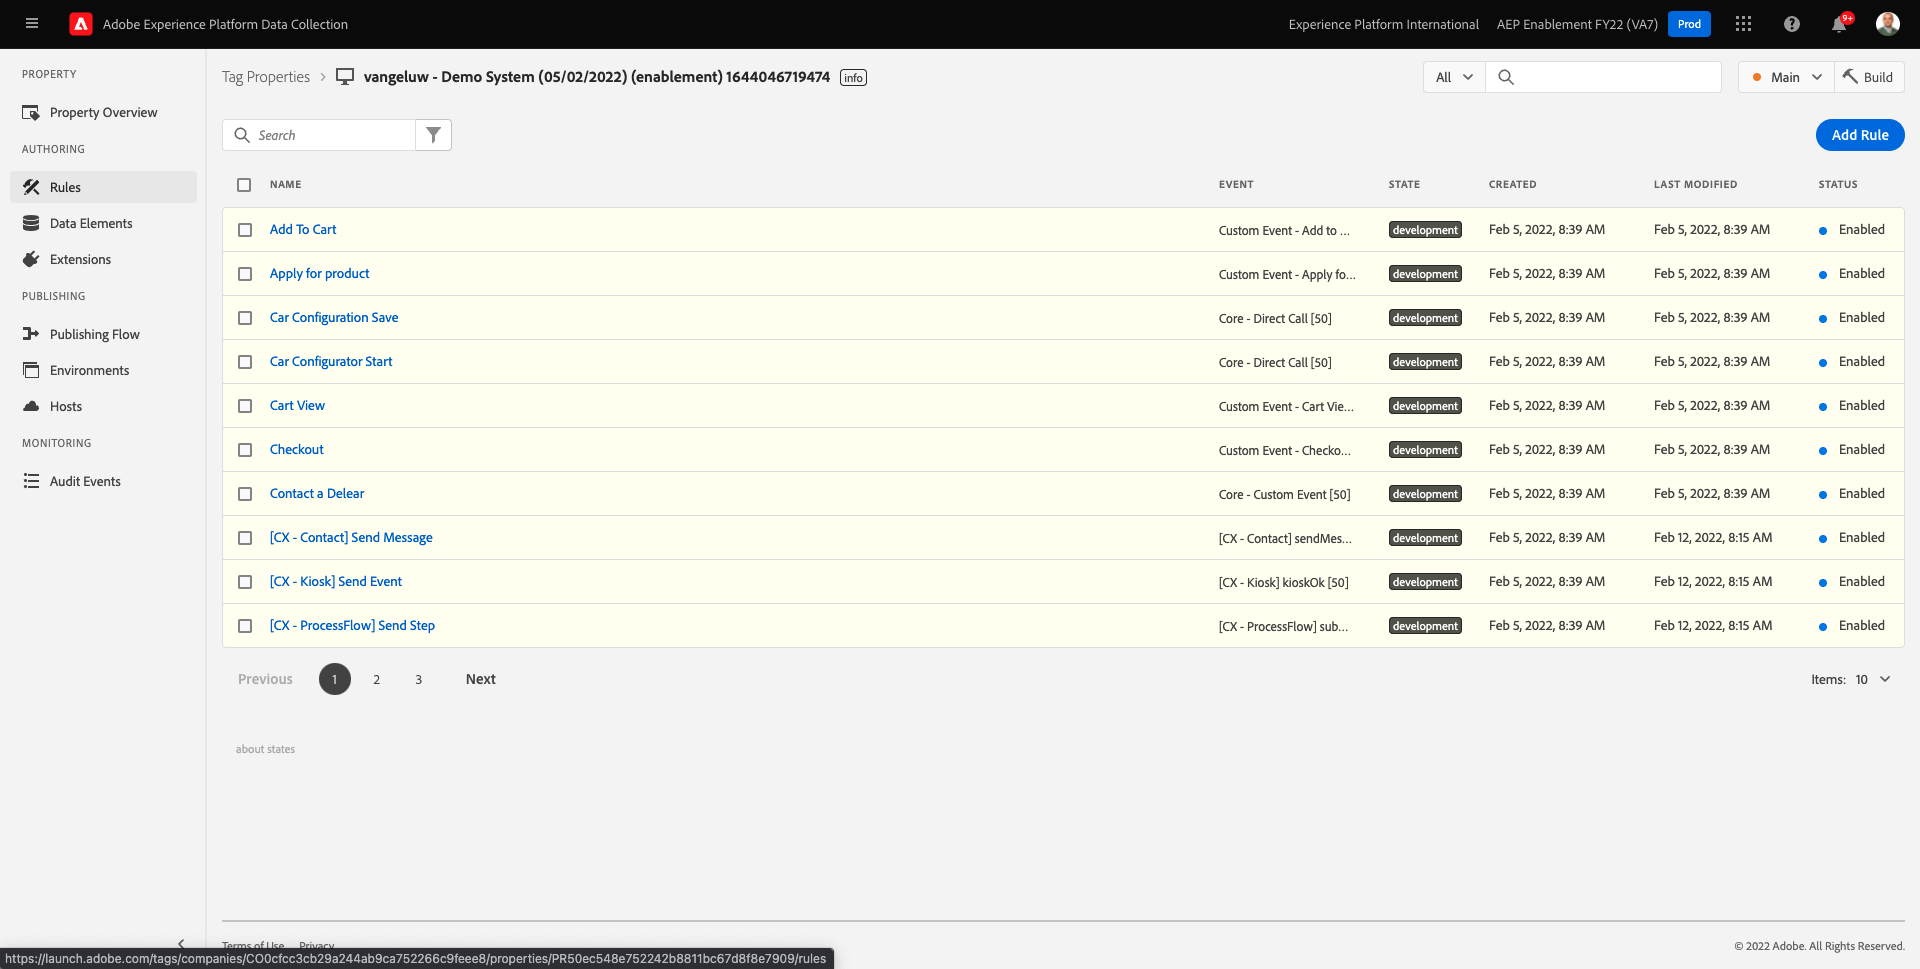 Adobe Experience Platform Data Collection
Experience Platform International
AEP Enablement FY22 (VA7)
Prod
9+
PROPERTY
Property Overview
AUTHORING
Rules
Data Elements
Extensions
PUBLISHING
Publishing Flow
Environments
Hosts
MONITORING
Audit Events
Tag Properties
vangeluw - Demo System (05/02/2022) (enablement) 1644046719474
info
All
Main
Build
Search
Add Rule
NAME EVENT STATE CREATED LAST MODIFIED STATUS
Add To Cart Custom Event - Add to ... development Feb 5, 2022, 8:39 AM Feb 5, 2022, 8:39 AM Enabled
Apply for product Custom Event - Apply fo... development Feb 5, 2022, 8:39 AM Feb 5, 2022, 8:39 AM Enabled
Car Configuration Save Core - Direct Call [50] development Feb 5, 2022, 8:39 AM Feb 5, 2022, 8:39 AM Enabled
Car Configurator Start Core - Direct Call [50] development Feb 5, 2022, 8:39 AM Feb 5, 2022, 8:39 AM Enabled
Cart View Custom Event - Cart Vie... development Feb 5, 2022, 8:39 AM Feb 5, 2022, 8:39 AM Enabled
Checkout Custom Event - Checko... development Feb 5, 2022, 8:39 AM Feb 5, 2022, 8:39 AM Enabled
Contact a Delear Core - Custom Event [50] development Feb 5, 2022, 8:39 AM Feb 5, 2022, 8:39 AM Enabled
[CX - Contact] Send Message [CX - Contact] sendMes... development Feb 5, 2022, 8:39 AM Feb 12, 2022, 8:15 AM Enabled
[CX - Kiosk] Send Event [CX - Kiosk] kioskOk [50] development Feb 5, 2022, 8:39 AM Feb 12, 2022, 8:15 AM Enabled
[CX - ProcessFlow] Send Step [CX - ProcessFlow] sub... development Feb 5, 2022, 8:39 AM Feb 12, 2022, 8:15 AM Enabled
Previous 1 2 3 Next
Items: 10
about states
Terms of Use Privacy
© 2022 Adobe. All Rights Reserved.
https://launch.adobe.com/tags/companies/CO0cfcc3cb29a244ab9ca752266c9feee8/properties/PR50ec548e752242b8811bc67d8f8e7909/rules